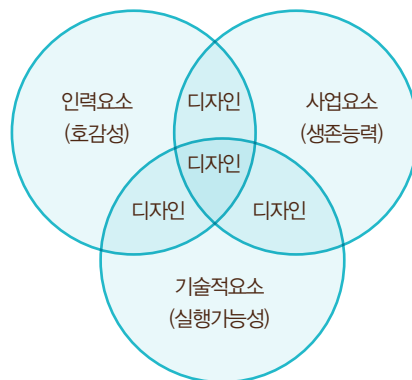 인력요소
(호감성)
디자인
사업요소
(생존능력)
디자인
디자인
디자인
기술적요소
(실행가능성)